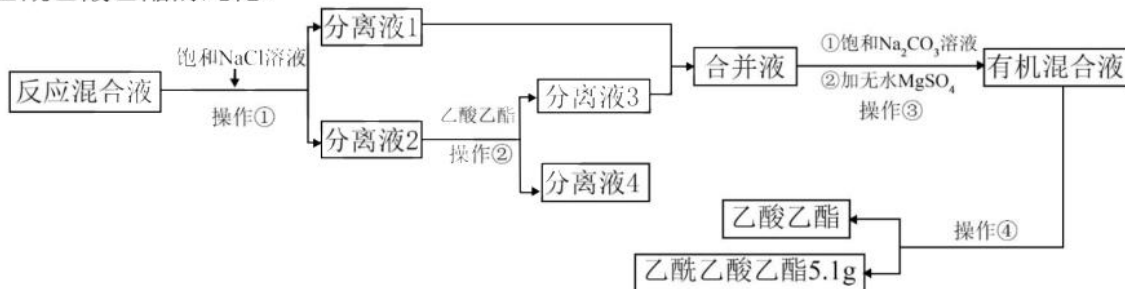 分离液1
饱和NaCl溶液
反应混合液
操作①
分离液2
乙酸乙酯
操作②
分离液3
分离液4
合并液
①饱和Na₂CO₃溶液
②加无水MgSO₄
操作③
有机混合液
操作④
乙酸乙酯
乙酰乙酸乙酯5.1g